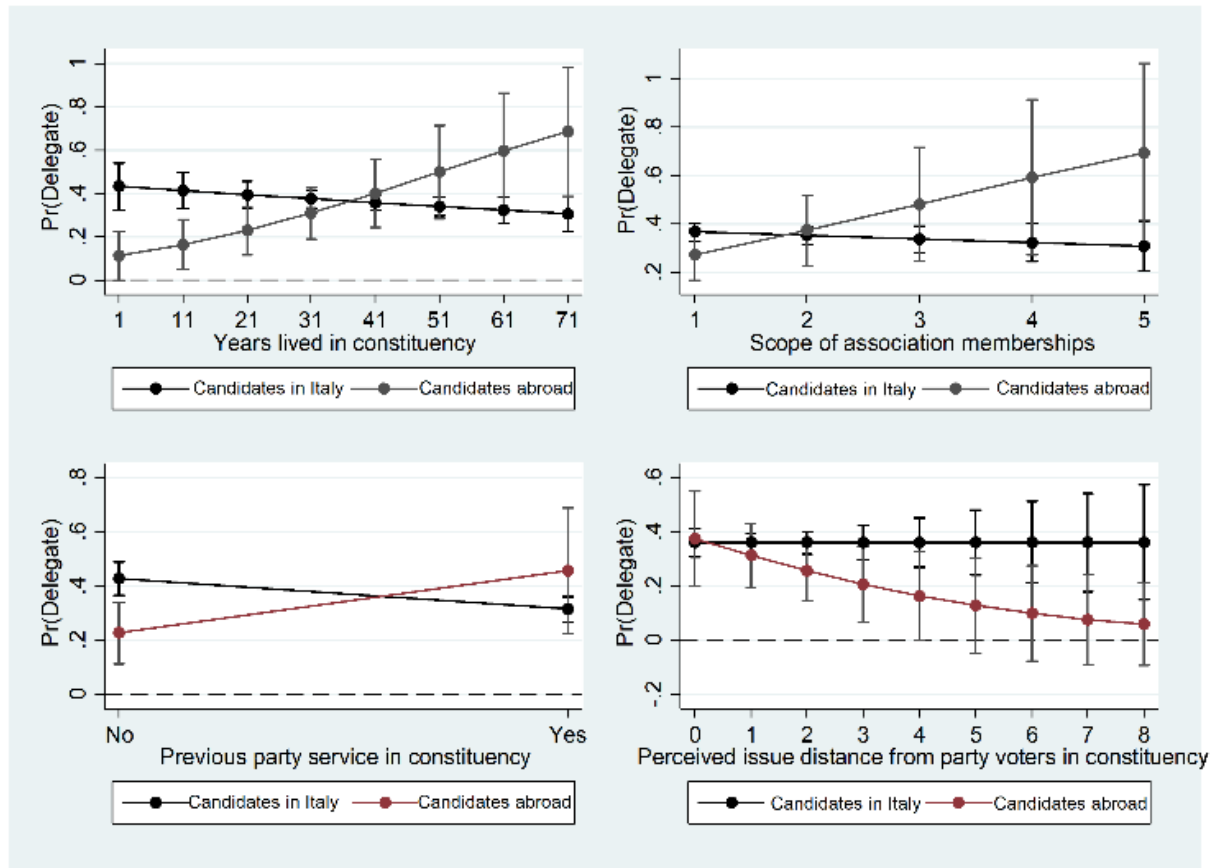 Pr(Delegate)
1
.8
.6
.4
.2
0
1 11 21 31 41 51 61 71
Years lived in constituency
Candidates in Italy Candidates abroad
Pr(Delegate)
1
.8
.6
.4
.2
1 2 3 4 5
Scope of association memberships
Candidates in Italy Candidates abroad
Pr(Delegate)
.8
.6
.4
.2
0
No Yes
Previous party service in constituency
Candidates in Italy Candidates abroad
Pr(Delegate)
.6
.4
.2
0
-.2
0 1 2 3 4 5 6 7 8
Perceived issue distance from party voters in constituency
Candidates in Italy Candidates abroad